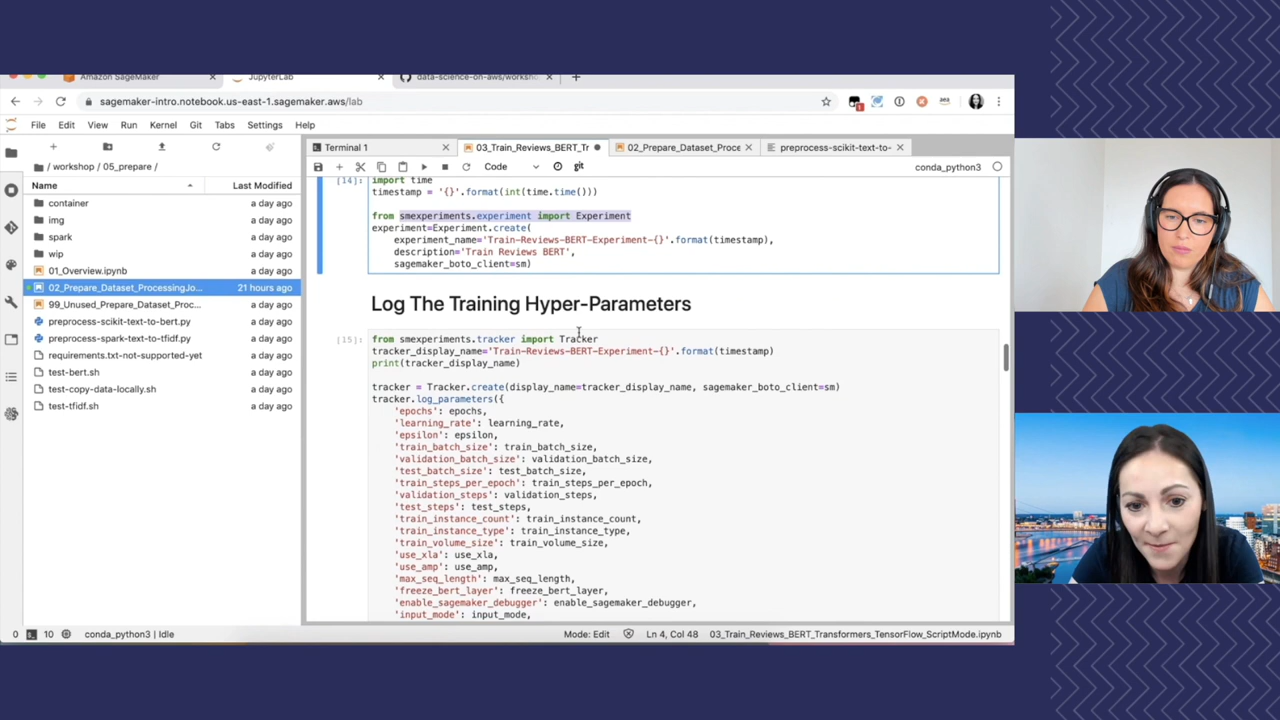 Amazon SageMaker
JupyterLab
data-science-on-aws/worksho
sagemaker-intro.notebook.us-east-1.sagemaker.aws/lab
File Edit View Run Kernel Git Tabs Settings Help
Terminal 1
03_Train_Reviews_BERT_Tr
02_Prepare_Dataset_Proce
preprocess-scikit-text-to-
Code
git
conda_python3
/ workshop / 05_prepare /
Name Last Modified
container a day ago
img a day ago
spark a day ago
wip a day ago
01_Overview.ipynb a day ago
02_Prepare_Dataset_ProcessingJo... 21 hours ago
99_Unused_Prepare_Dataset_Proc... a day ago
preprocess-scikit-text-to-bert.py a day ago
preprocess-spark-text-to-tfidf.py a day ago
requirements.txt-not-supported-yet a day ago
test-bert.sh a day ago
test-copy-data-locally.sh a day ago
test-tfidf.sh a day ago
[14]: import time
timestamp = '{}'.format(int(time.time()))
from smexperiments.experiment import Experiment
experiment=Experiment.create(
experiment_name='Train-Reviews-BERT-Experiment-{}'.format(timestamp),
description='Train Reviews BERT',
sagemaker_boto_client=sm)
Log The Training Hyper-Parameters
[15]: from smexperiments.tracker import Tracker
tracker_display_name='Train-Reviews-BERT-Experiment-{}'.format(timestamp)
print(tracker_display_name)
tracker = Tracker.create(display_name=tracker_display_name, sagemaker_boto_client=sm)
tracker.log_parameters({
'epochs': epochs,
'learning_rate': learning_rate,
'epsilon': epsilon,
'train_batch_size': train_batch_size,
'validation_batch_size': validation_batch_size,
'test_batch_size': test_batch_size,
'train_steps_per_epoch': train_steps_per_epoch,
'validation_steps': validation_steps,
'test_steps': test_steps,
'train_instance_count': train_instance_count,
'train_instance_type': train_instance_type,
'train_volume_size': train_volume_size,
'use_xla': use_xla,
'use_amp': use_amp,
'max_seq_length': max_seq_length,
'freeze_bert_layer': freeze_bert_layer,
'enable_sagemaker_debugger': enable_sagemaker_debugger,
'input_mode': input_mode,
0 10 conda_python3 | Idle
Mode: Edit Ln 4, Col 48 03_Train_Reviews_BERT_Transformers_TensorFlow_ScriptMode.ipynb